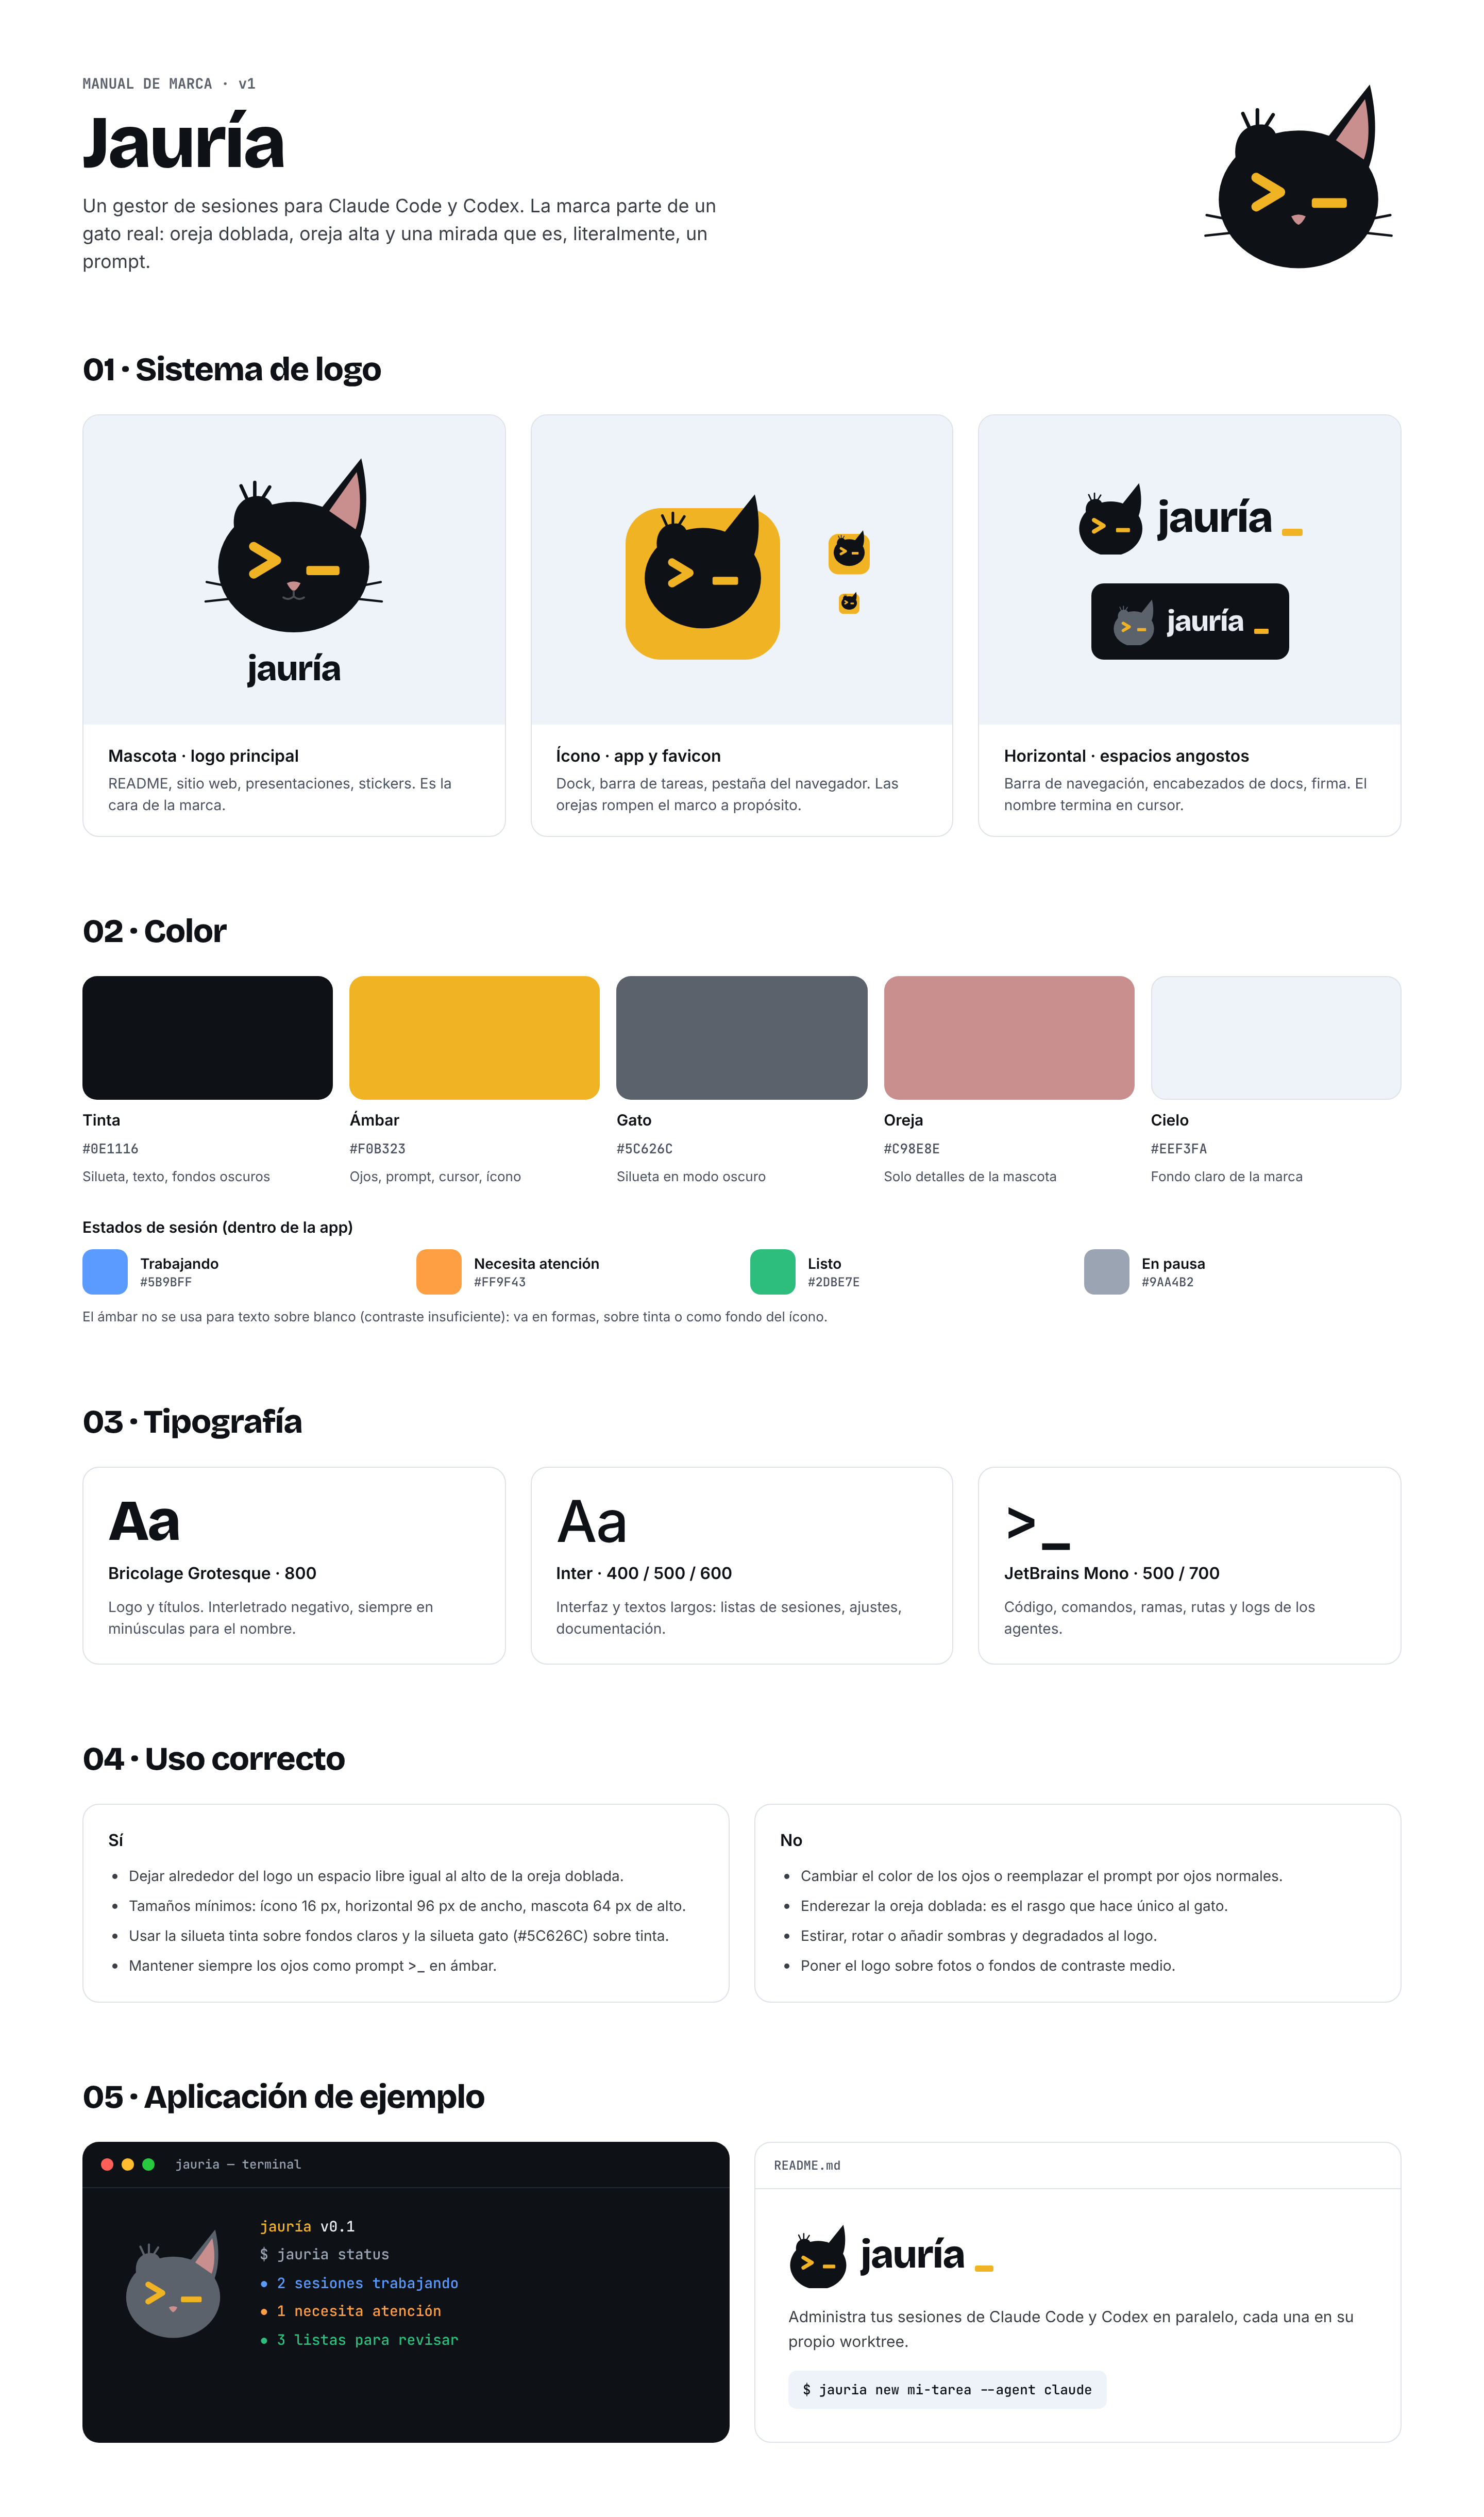 MANUAL DE MARCA · v1
Jauría
Un gestor de sesiones para Claude Code y Codex. La marca parte de un
gato real: oreja doblada, oreja alta y una mirada que es, literalmente, un
prompt.
>_
01 · Sistema de logo
>_
jauría
Mascota · logo principal
README, sitio web, presentaciones, stickers. Es la
cara de la marca.
>_
>_
>_
Ícono · app y favicon
Dock, barra de tareas, pestaña del navegador. Las
orejas rompen el marco a propósito.
>_ jauría _
>_ jauría _
Horizontal · espacios angostos
Barra de navegación, encabezados de docs, firma. El
nombre termina en cursor.
02 · Color
Tinta
#0E1116
Silueta, texto, fondos oscuros
Ámbar
#F0B323
Ojos, prompt, cursor, ícono
Gato
#5C626C
Silueta en modo oscuro
Oreja
#C98E8E
Solo detalles de la mascota
Cielo
#EEF3FA
Fondo claro de la marca
Estados de sesión (dentro de la app)
Trabajando
#5B9BFF
Necesita atención
#FF9F43
Listo
#2DBE7E
En pausa
#9AA4B2
El ámbar no se usa para texto sobre blanco (contraste insuficiente): va en formas, sobre tinta o como fondo del ícono.
03 · Tipografía
Aa
Bricolage Grotesque · 800
Logo y títulos. Interletrado negativo, siempre en
minúsculas para el nombre.
Aa
Inter · 400 / 500 / 600
Interfaz y textos largos: listas de sesiones, ajustes,
documentación.
>_
JetBrains Mono · 500 / 700
Código, comandos, ramas, rutas y logs de los
agentes.
04 · Uso correcto
Sí
• Dejar alrededor del logo un espacio libre igual al alto de la oreja doblada.
• Tamaños mínimos: ícono 16 px, horizontal 96 px de ancho, mascota 64 px de alto.
• Usar la silueta tinta sobre fondos claros y la silueta gato (#5C626C) sobre tinta.
• Mantener siempre los ojos como prompt >_ en ámbar.
No
• Cambiar el color de los ojos o reemplazar el prompt por ojos normales.
• Enderezar la oreja doblada: es el rasgo que hace único al gato.
• Estirar, rotar o añadir sombras y degradados al logo.
• Poner el logo sobre fotos o fondos de contraste medio.
05 · Aplicación de ejemplo
jauria — terminal
>_
jauría v0.1
$ jauria status
● 2 sesiones trabajando
● 1 necesita atención
● 3 listas para revisar
README.md
>_ jauría _
Administra tus sesiones de Claude Code y Codex en paralelo, cada una en su
propio worktree.
$ jauria new mi-tarea --agent claude